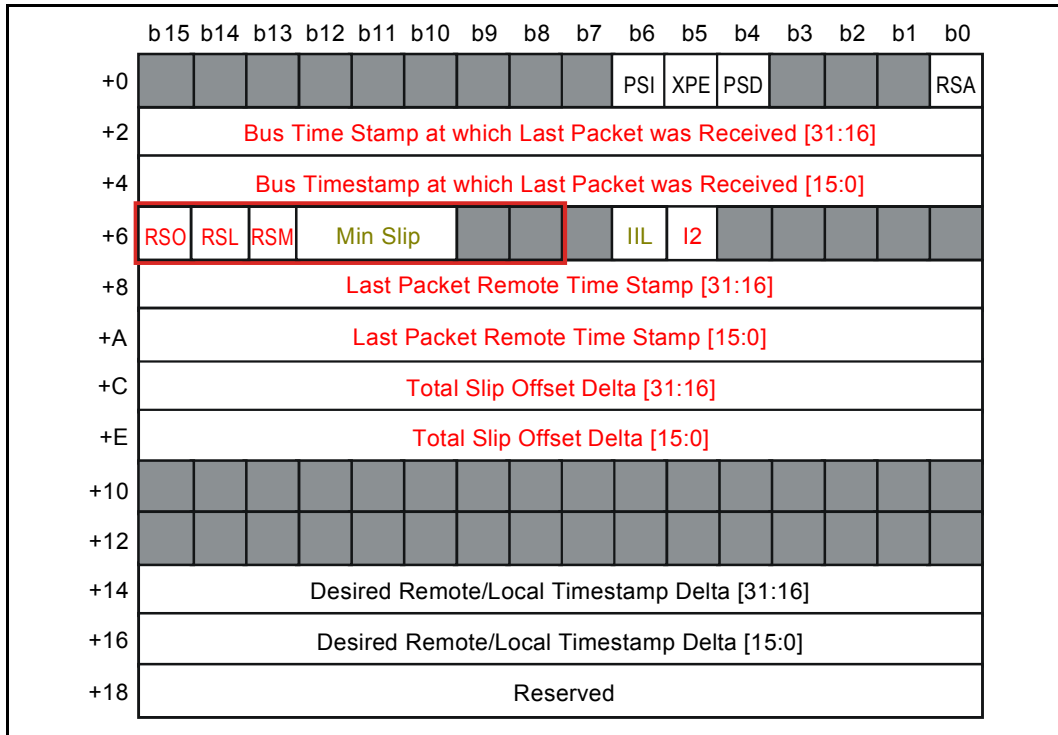 b15 b14 b13 b12 b11 b10 b9 b8 b7 b6 b5 b4 b3 b2 b1 b0
+0 PSI XPE PSD RSA
+2 Bus Time Stamp at which Last Packet was Received [31:16]
+4 Bus Timestamp at which Last Packet was Received [15:0]
+6 RSO RSL RSM Min Slip IIL I2
+8 Last Packet Remote Time Stamp [31:16]
+A Last Packet Remote Time Stamp [15:0]
+C Total Slip Offset Delta [31:16]
+E Total Slip Offset Delta [15:0]
+10
+12
+14 Desired Remote/Local Timestamp Delta [31:16]
+16 Desired Remote/Local Timestamp Delta [15:0]
+18 Reserved